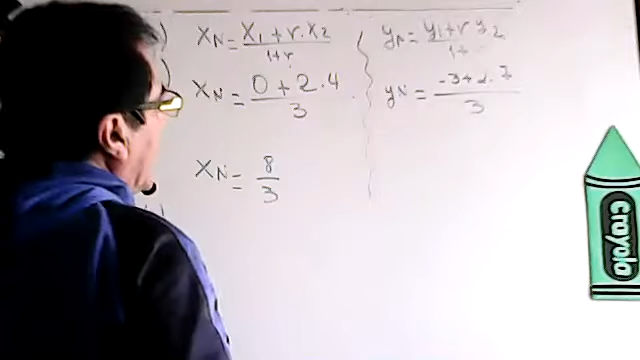 X_N = (X_1 + r . X_2) / (1 + r)
X_N = (0 + 2 . 4) / 3
X_N = 8 / 3
y_N = (y_1 + r y_2) / (1 +
y_N = (-3 + 2 .
3
Crayola